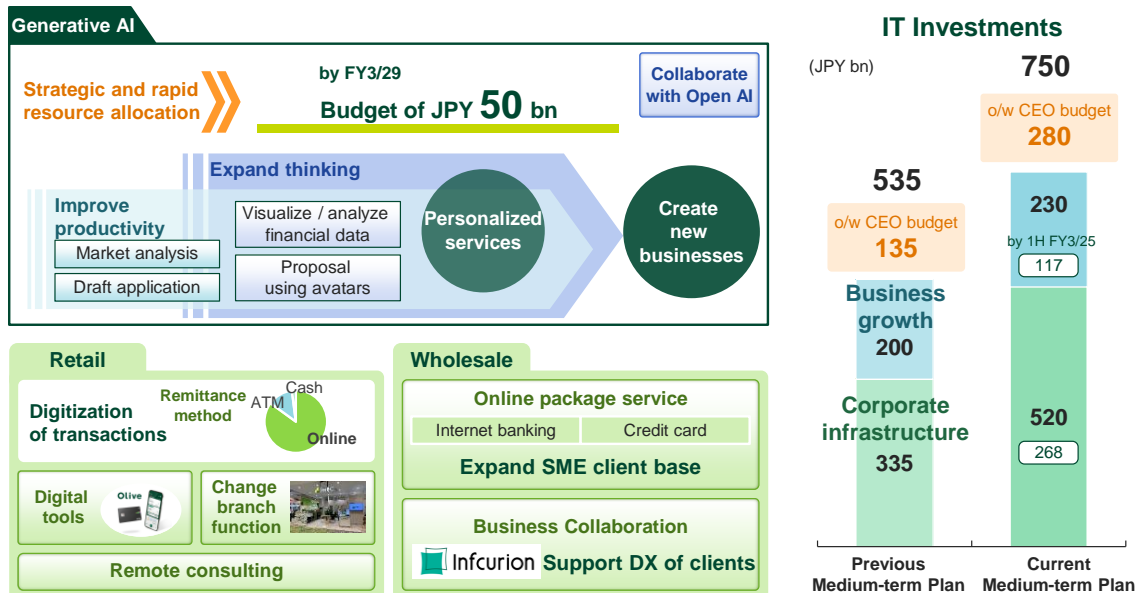 Generative AI
Strategic and rapid
resource allocation
by FY3/29
Budget of JPY 50 bn
Collaborate
with Open AI
Expand thinking
Improve
productivity
Market analysis
Draft application
Visualize / analyze
financial data
Proposal
using avatars
Personalized
services
Create
new
businesses
Retail
Digitization
of transactions
Remittance
method
Cash
ATM
Online
Digital
tools
Olive
Change
branch
function
Remote consulting
Wholesale
Online package service
Internet banking
Credit card
Expand SME client base
Business Collaboration
Infcurion
Support DX of clients
IT Investments
(JPY bn)
535
o/w CEO budget
135
Business
growth
200
Corporate
infrastructure
335
Previous
Medium-term Plan
750
o/w CEO budget
280
230
by 1H FY3/25
117
520
268
Current
Medium-term Plan